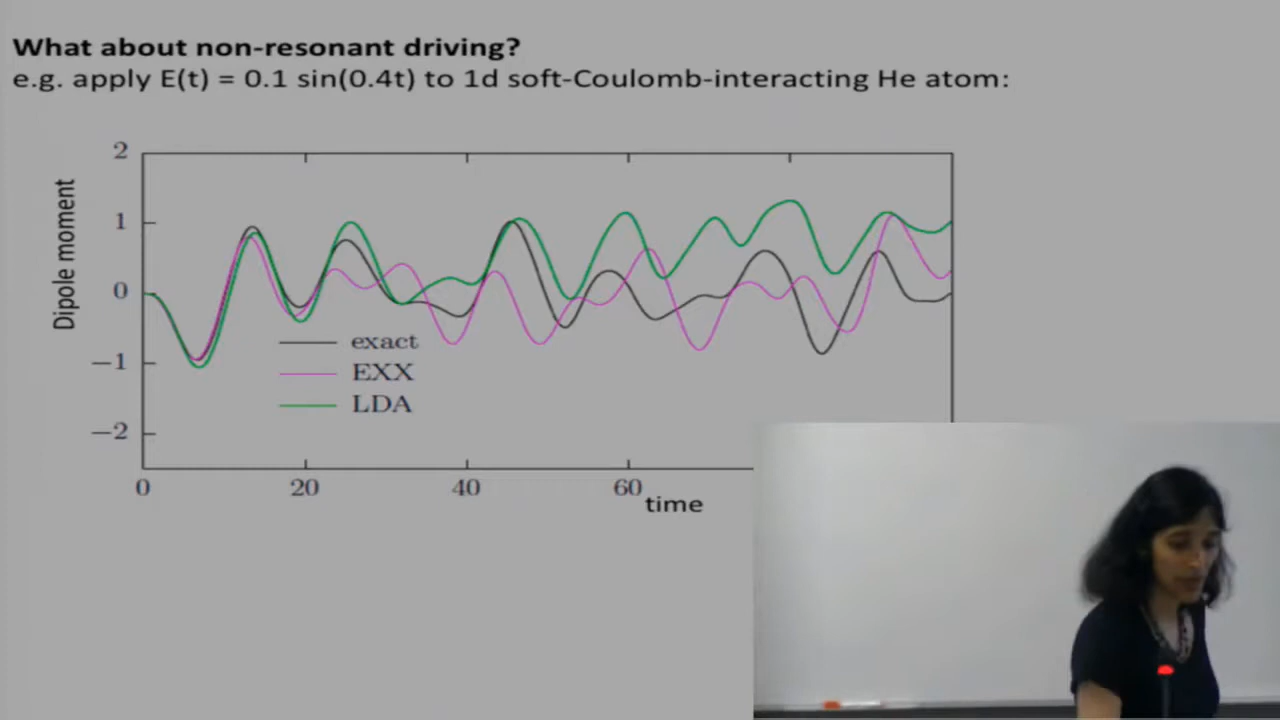 What about non-resonant driving?
e.g. apply E(t) = 0.1 sin(0.4t) to 1d soft-Coulomb-interacting He atom:
Dipole moment
2
1
0
−1
−2
exact
EXX
LDA
0
20
40
60
time